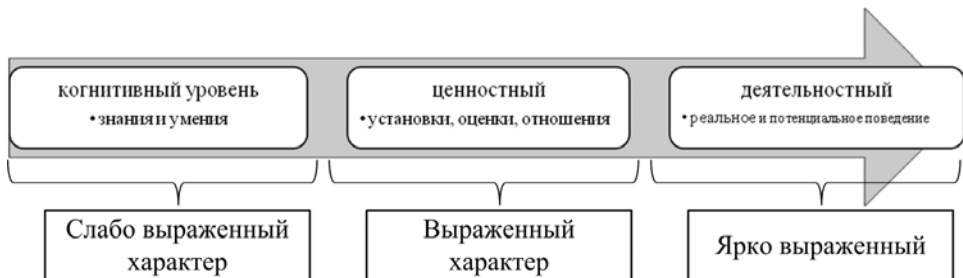 когнитивный уровень
•знания и умения
ценностный
•установки, оценки, отношения
деятельностный
•реальное и потенциальное поведение
Слабо выраженный
характер
Выраженный
характер
Ярко выраженный